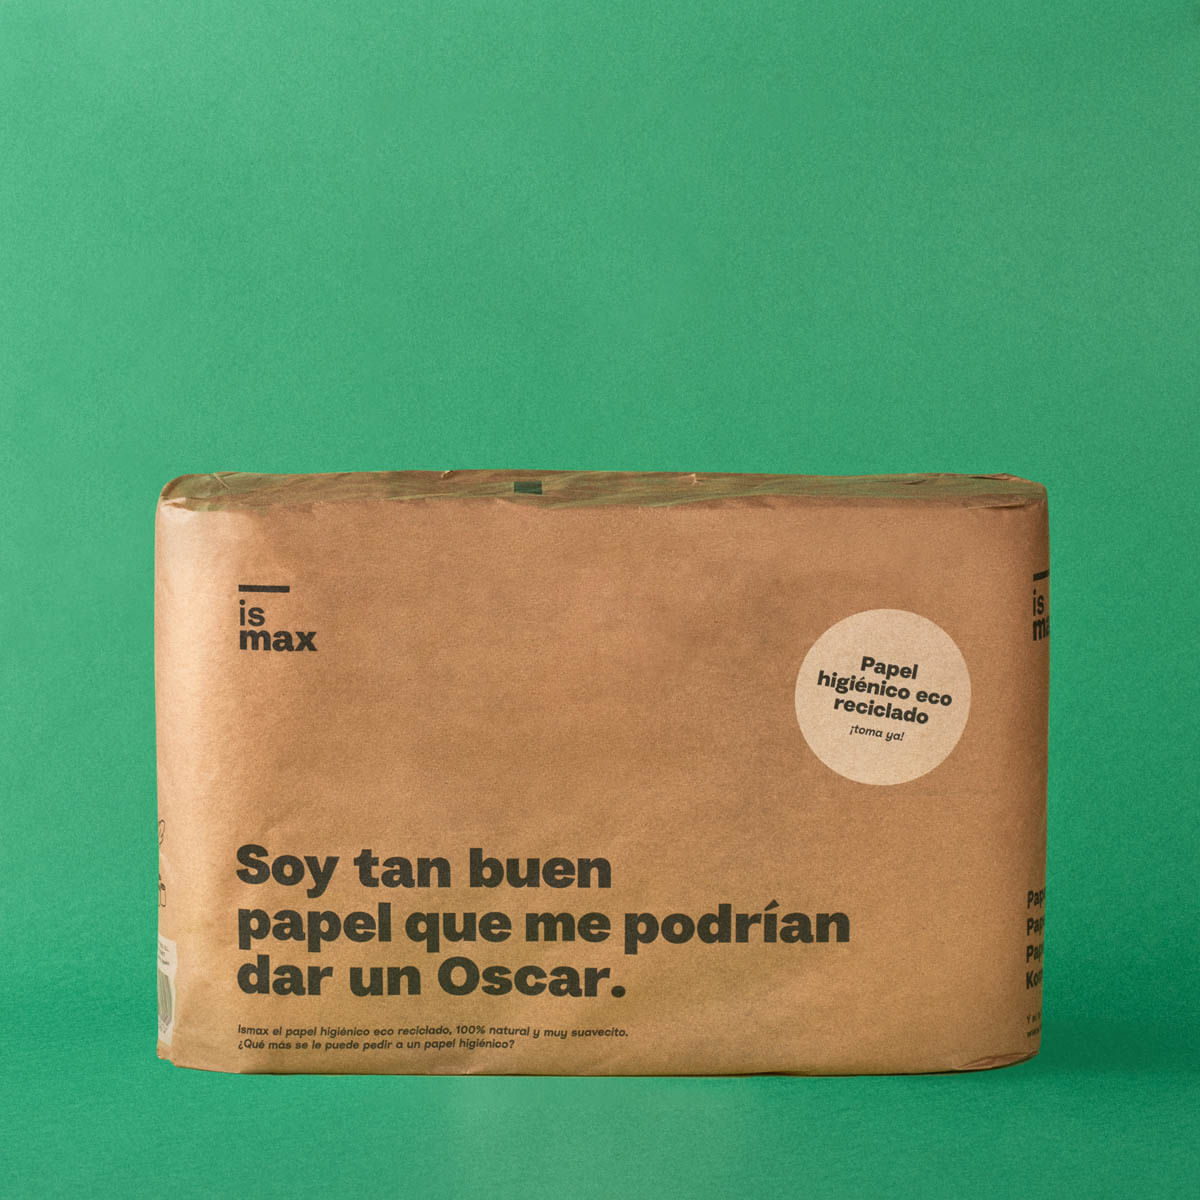 is
max
Papel
higiénico eco
reciclado
¡toma ya!
Soy tan buen
papel que me podrían
dar un Oscar.
Ismax el papel higiénico eco reciclado, 100% natural y muy suavecito.
¿Qué más se le puede pedir a un papel higiénico?
is